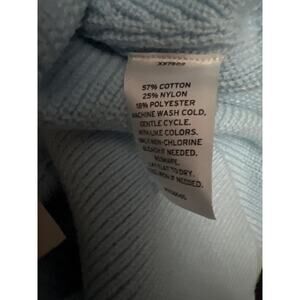 57% COTTON
25% NYLON
18% POLYESTER
MACHINE WASH COLD,
GENTLE CYCLE.
WITH LIKE COLORS.
ONLY NON-CHLORINE
BLEACH IF NEEDED.
RESHAPE.
LAY FLAT TO DRY.
IRON IF NEEDED.